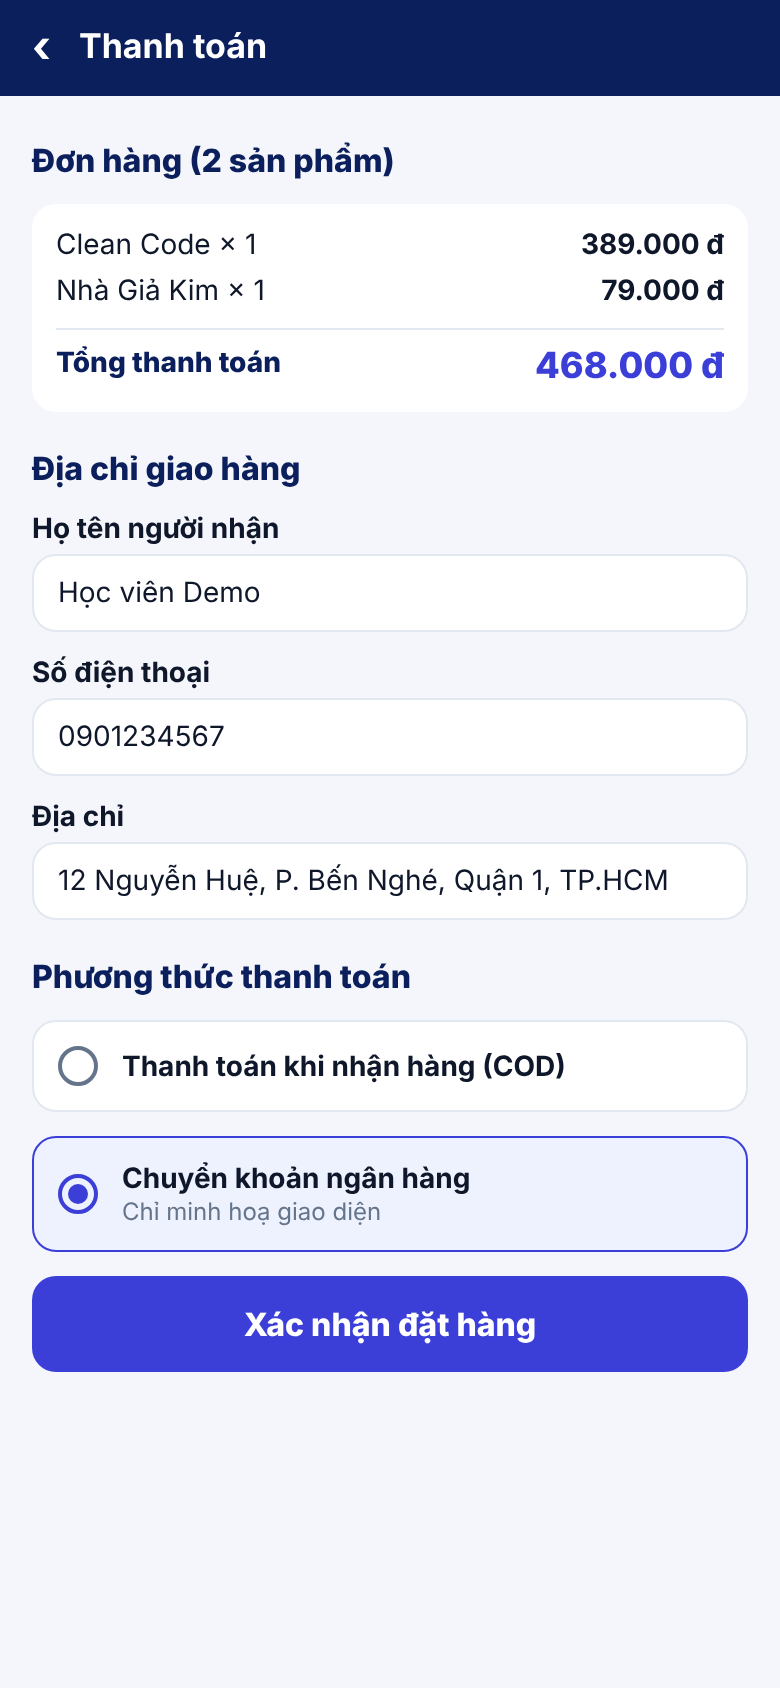 ‹ Thanh toán
Đơn hàng (2 sản phẩm)
Clean Code × 1 389.000 đ
Nhà Giả Kim × 1 79.000 đ
Tổng thanh toán 468.000 đ
Địa chỉ giao hàng
Họ tên người nhận
Học viên Demo
Số điện thoại
0901234567
Địa chỉ
12 Nguyễn Huệ, P. Bến Nghé, Quận 1, TP.HCM
Phương thức thanh toán
Thanh toán khi nhận hàng (COD)
Chuyển khoản ngân hàng
Chỉ minh hoạ giao diện
Xác nhận đặt hàng